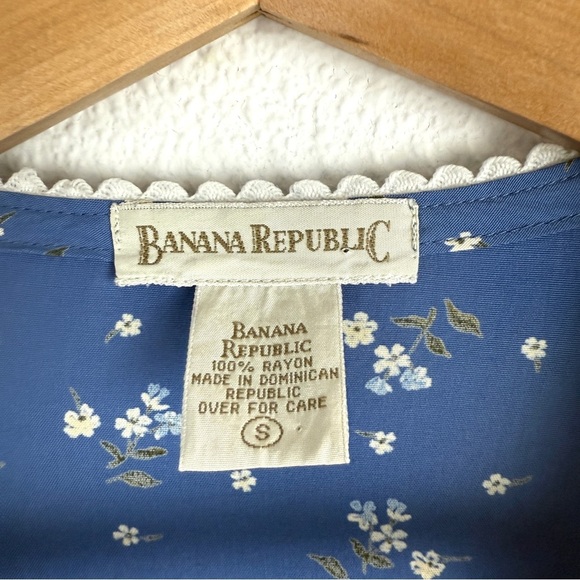 BANANA REPUBLIC
BANANA
REPUBLIC
100% RAYON
MADE IN DOMINICAN
REPUBLIC
OVER FOR CARE
S